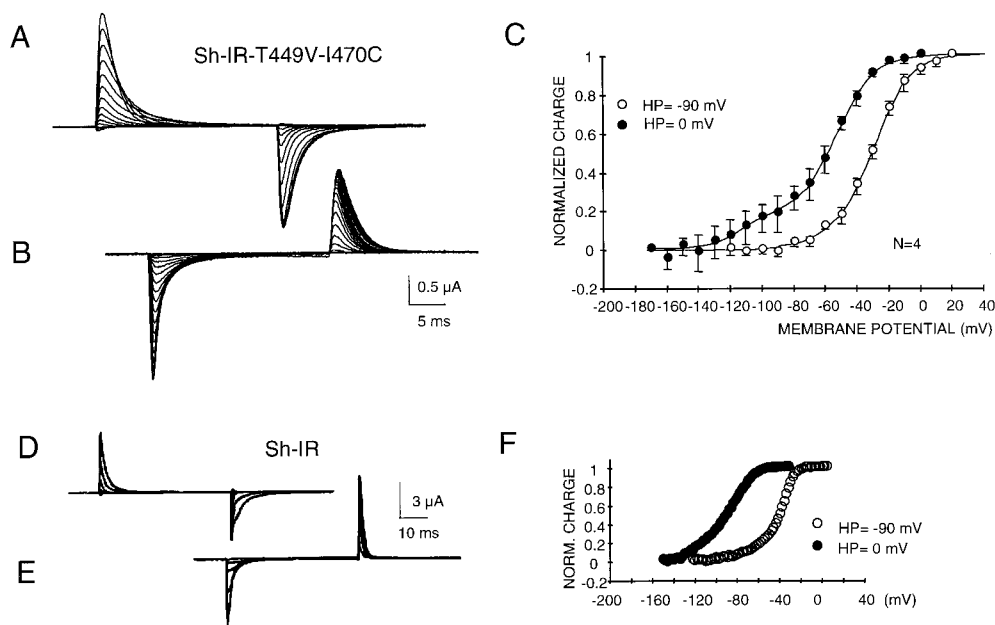 A
Sh-IR-T449V-I470C
B
0.5 µA
5 ms
C
NORMALIZED CHARGE
1
0.8
0.6
0.4
0.2
0
-0.2
HP= -90 mV
HP= 0 mV
N=4
-200 -180 -160 -140 -120 -100 -80 -60 -40 -20 0 20 40
MEMBRANE POTENTIAL (mV)
D
Sh-IR
3 µA
10 ms
E
F
NORM. CHARGE
1
0.8
0.6
0.4
0.2
0
-0.2
HP= -90 mV
HP= 0 mV
-200 -160 -120 -80 -40 0 40 (mV)